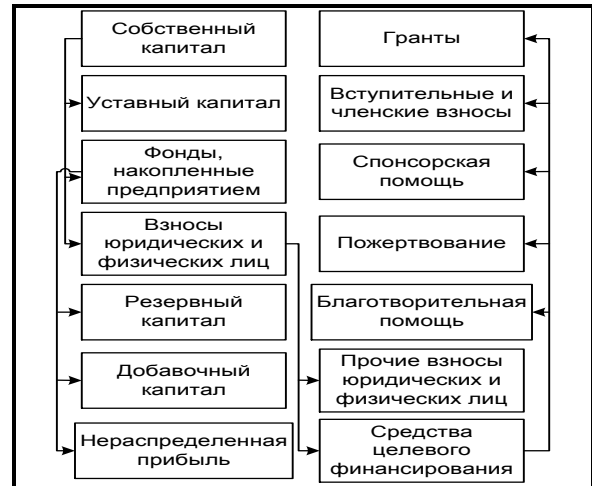 Собственный
капитал
Уставный капитал
Фонды,
накопленные
предприятием
Взносы
юридических и
физических лиц
Резервный
капитал
Добавочный
капитал
Нераспределенная
прибыль
Гранты
Вступительные и
членские взносы
Спонсорская
помощь
Пожертвование
Благотворительная
помощь
Прочие взносы
юридических и
физических лиц
Средства
целевого
финансирования